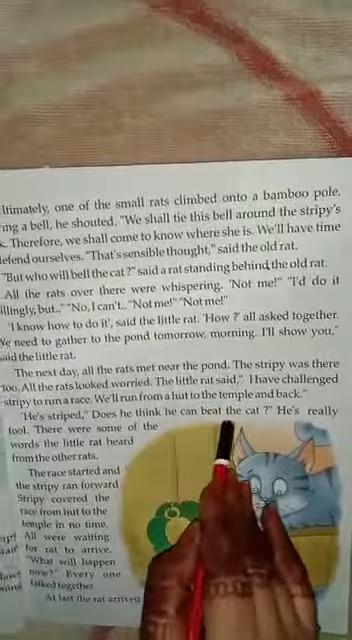 ltimately, one of the small rats climbed onto a bamboo pole.
ing a bell, he shouted. "We shall tie this bell around the stripy's
k. Therefore, we shall come to know where she is. We'll have time
efend ourselves. "That's sensible thought," said the old rat.
"But who will bell the cat?" said a rat standing behind the old rat.
All the rats over there were whispering. 'Not me!" "I'd do it
illingly, but.." "No, I can't.. "Not me!" "Not me!"
'I know how to do it', said the little rat. 'How ?' all asked together.
We need to gather to the pond tomorrow, morning. I'll show you,"
said the little rat.
The next day, all the rats met near the pond. The stripy was there
too. All the rats looked worried. The little rat said," I have challenged
stripy to run a race. We'll run from a hut to the temple and back."
'He's striped," Does he think he can beat the cat ?" He's really
fool. There were some of the
words the little rat heard
from the other rats.
The race started and
the stripy ran forward
Stripy covered the
race from hut to the
temple in no time.
All were waiting
for rat to arrive.
"What will happen
now?" Every one
talked together
At last the rat arrived